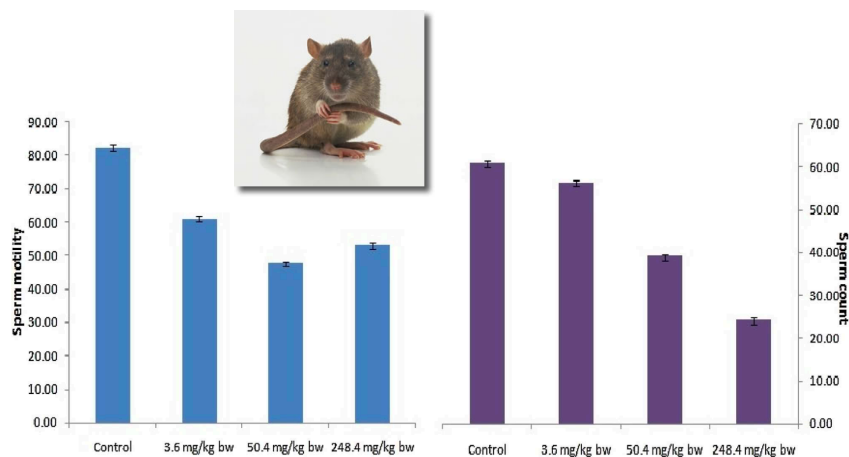 90.00
80.00
70.00
60.00
50.00
40.00
30.00
20.00
10.00
0.00
Sperm motility
Control
3.6 mg/kg bw
50.4 mg/kg bw
248.4 mg/kg bw
70.00
60.00
50.00
40.00
30.00
20.00
10.00
0.00
Sperm count
Control
3.6 mg/kg bw
50.4 mg/kg bw
248.4 mg/kg bw